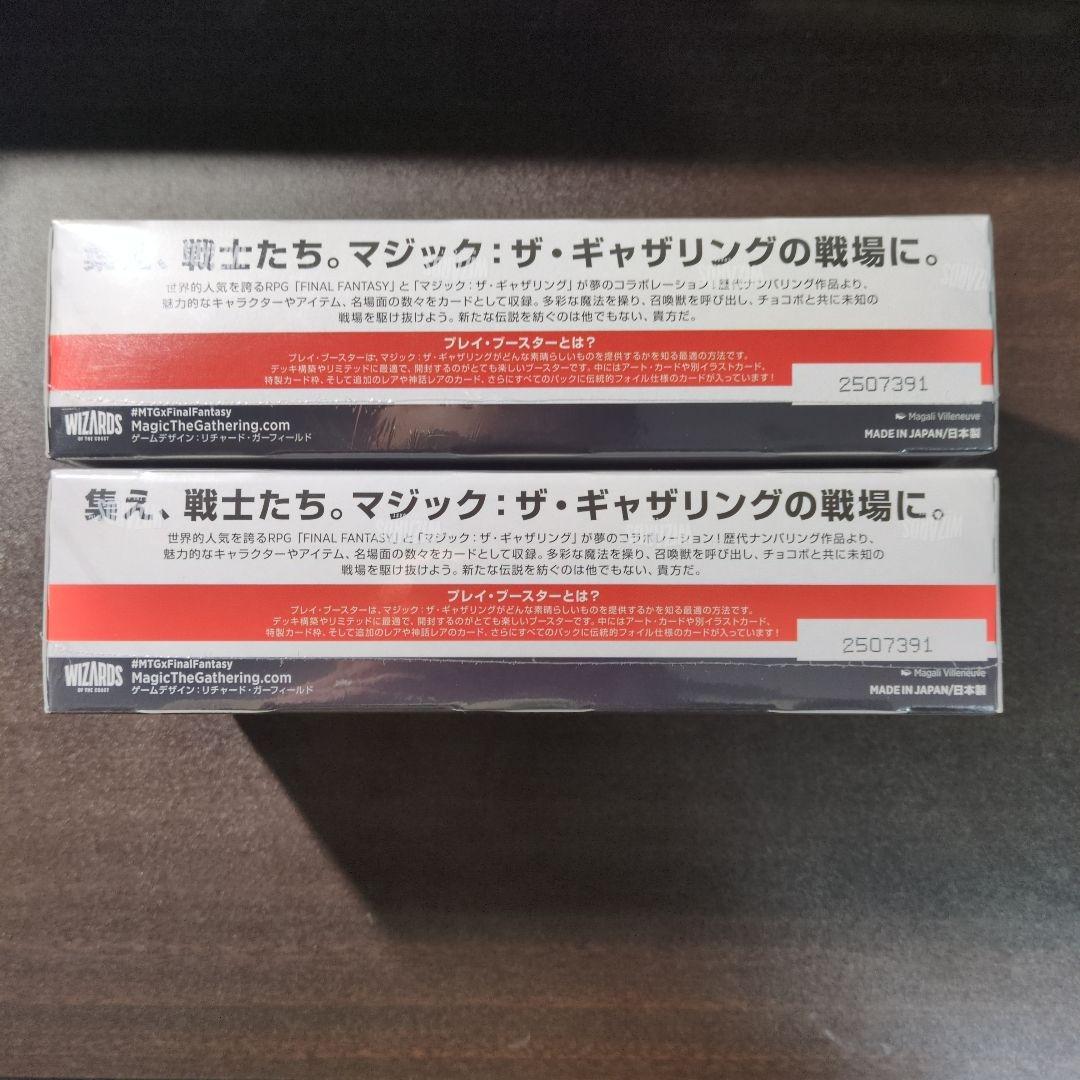 集え、戦士たち。マジック：ザ・ギャザリングの戦場に。
世界的人気を誇るRPG「FINAL FANTASY」と「マジック：ザ・ギャザリング」が夢のコラボレーション！歴代ナンバリング作品より、
魅力的なキャラクターやアイテム、名場面の数々をカードとして収録。多彩な魔法を操り、召喚獣を呼び出し、チョコボと共に未知の
戦場を駆け抜けよう。新たな伝説を紡ぐのは他でもない、貴方だ。
プレイ・ブースターとは？
プレイ・ブースターは、マジック：ザ・ギャザリングがどんな素晴らしいものを提供するかを知る最適の方法です。
デッキ構築やリミテッドに最適で、開封するのがとても楽しいブースターです。中にはアート・カードや別イラストカード、
特製カード枠、そして追加のレアや神話レアのカード、さらにすべてのパックに伝統的フォイル仕様のカードが入っています！
2507391
WIZARDS
OF THE COAST
#MTGxFinalFantasy
MagicTheGathering.com
ゲームデザイン：リチャード・ガーフィールド
Magali Villeneuve
MADE IN JAPAN/日本製
集え、戦士たち。マジック：ザ・ギャザリングの戦場に。
世界的人気を誇るRPG「FINAL FANTASY」と「マジック：ザ・ギャザリング」が夢のコラボレーション！歴代ナンバリング作品より、
魅力的なキャラクターやアイテム、名場面の数々をカードとして収録。多彩な魔法を操り、召喚獣を呼び出し、チョコボと共に未知の
戦場を駆け抜けよう。新たな伝説を紡ぐのは他でもない、貴方だ。
プレイ・ブースターとは？
プレイ・ブースターは、マジック：ザ・ギャザリングがどんな素晴らしいものを提供するかを知る最適の方法です。
デッキ構築やリミテッドに最適で、開封するのがとても楽しいブースターです。中にはアート・カードや別イラストカード、
特製カード枠、そして追加のレアや神話レアのカード、さらにすべてのパックに伝統的フォイル仕様のカードが入っています！
2507391
WIZARDS
OF THE COAST
#MTGxFinalFantasy
MagicTheGathering.com
ゲームデザイン：リチャード・ガーフィールド
Magali Villeneuve
MADE IN JAPAN/日本製